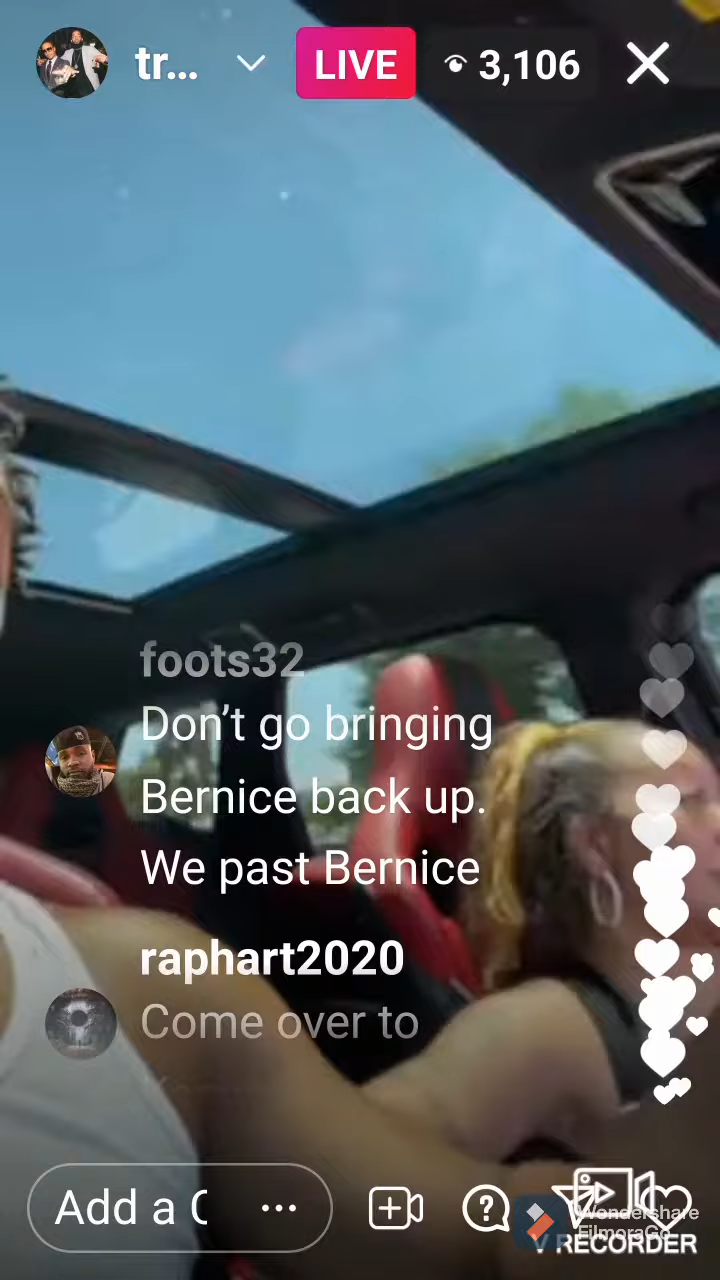 tr...
LIVE
3,106
foots32
Don't go bringing
Bernice back up.
We past Bernice
raphart2020
Come over to
Add a C
Wondershare
FilmoraGo
V RECORDER